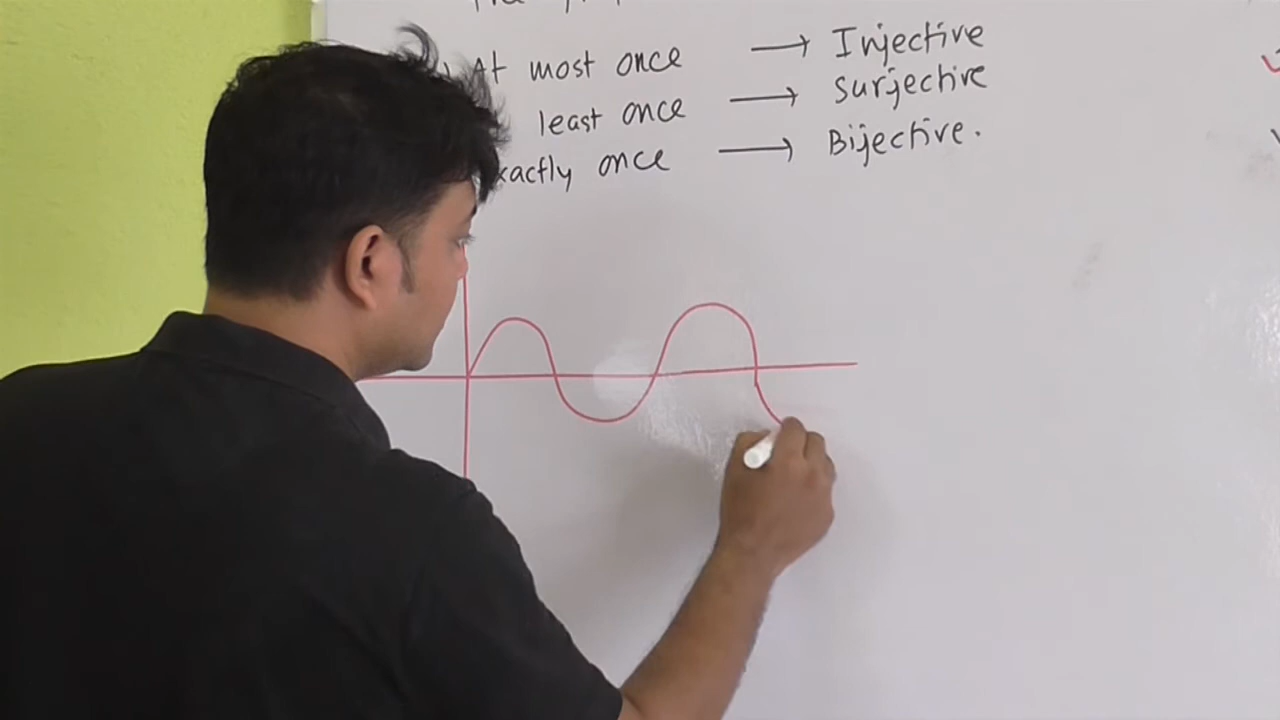 At most once → Injective
least once → Surjective
xactly once → Bijective.